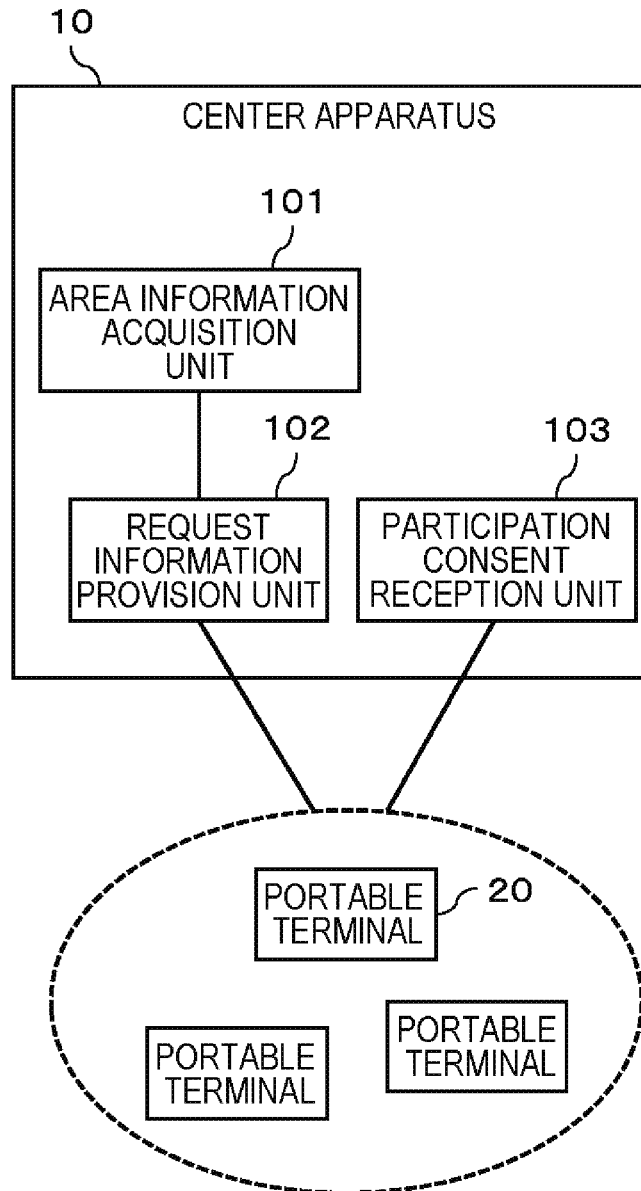 10
CENTER APPARATUS
101
AREA INFORMATION
ACQUISITION
UNIT
102
REQUEST
INFORMATION
PROVISION UNIT
103
PARTICIPATION
CONSENT
RECEPTION UNIT
PORTABLE
TERMINAL
20
PORTABLE
TERMINAL
PORTABLE
TERMINAL